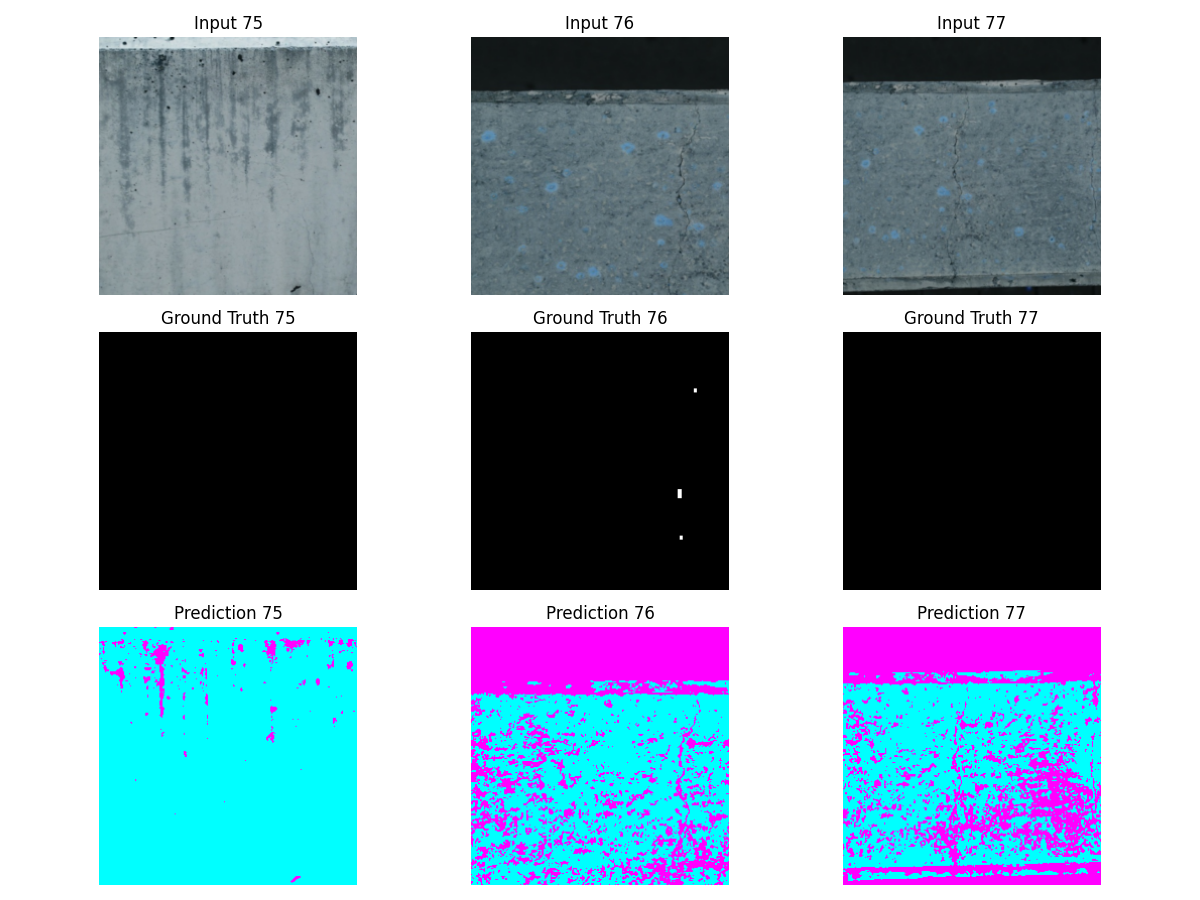 Input 75
Input 76
Input 77
Ground Truth 75
Ground Truth 76
Ground Truth 77
Prediction 75
Prediction 76
Prediction 77